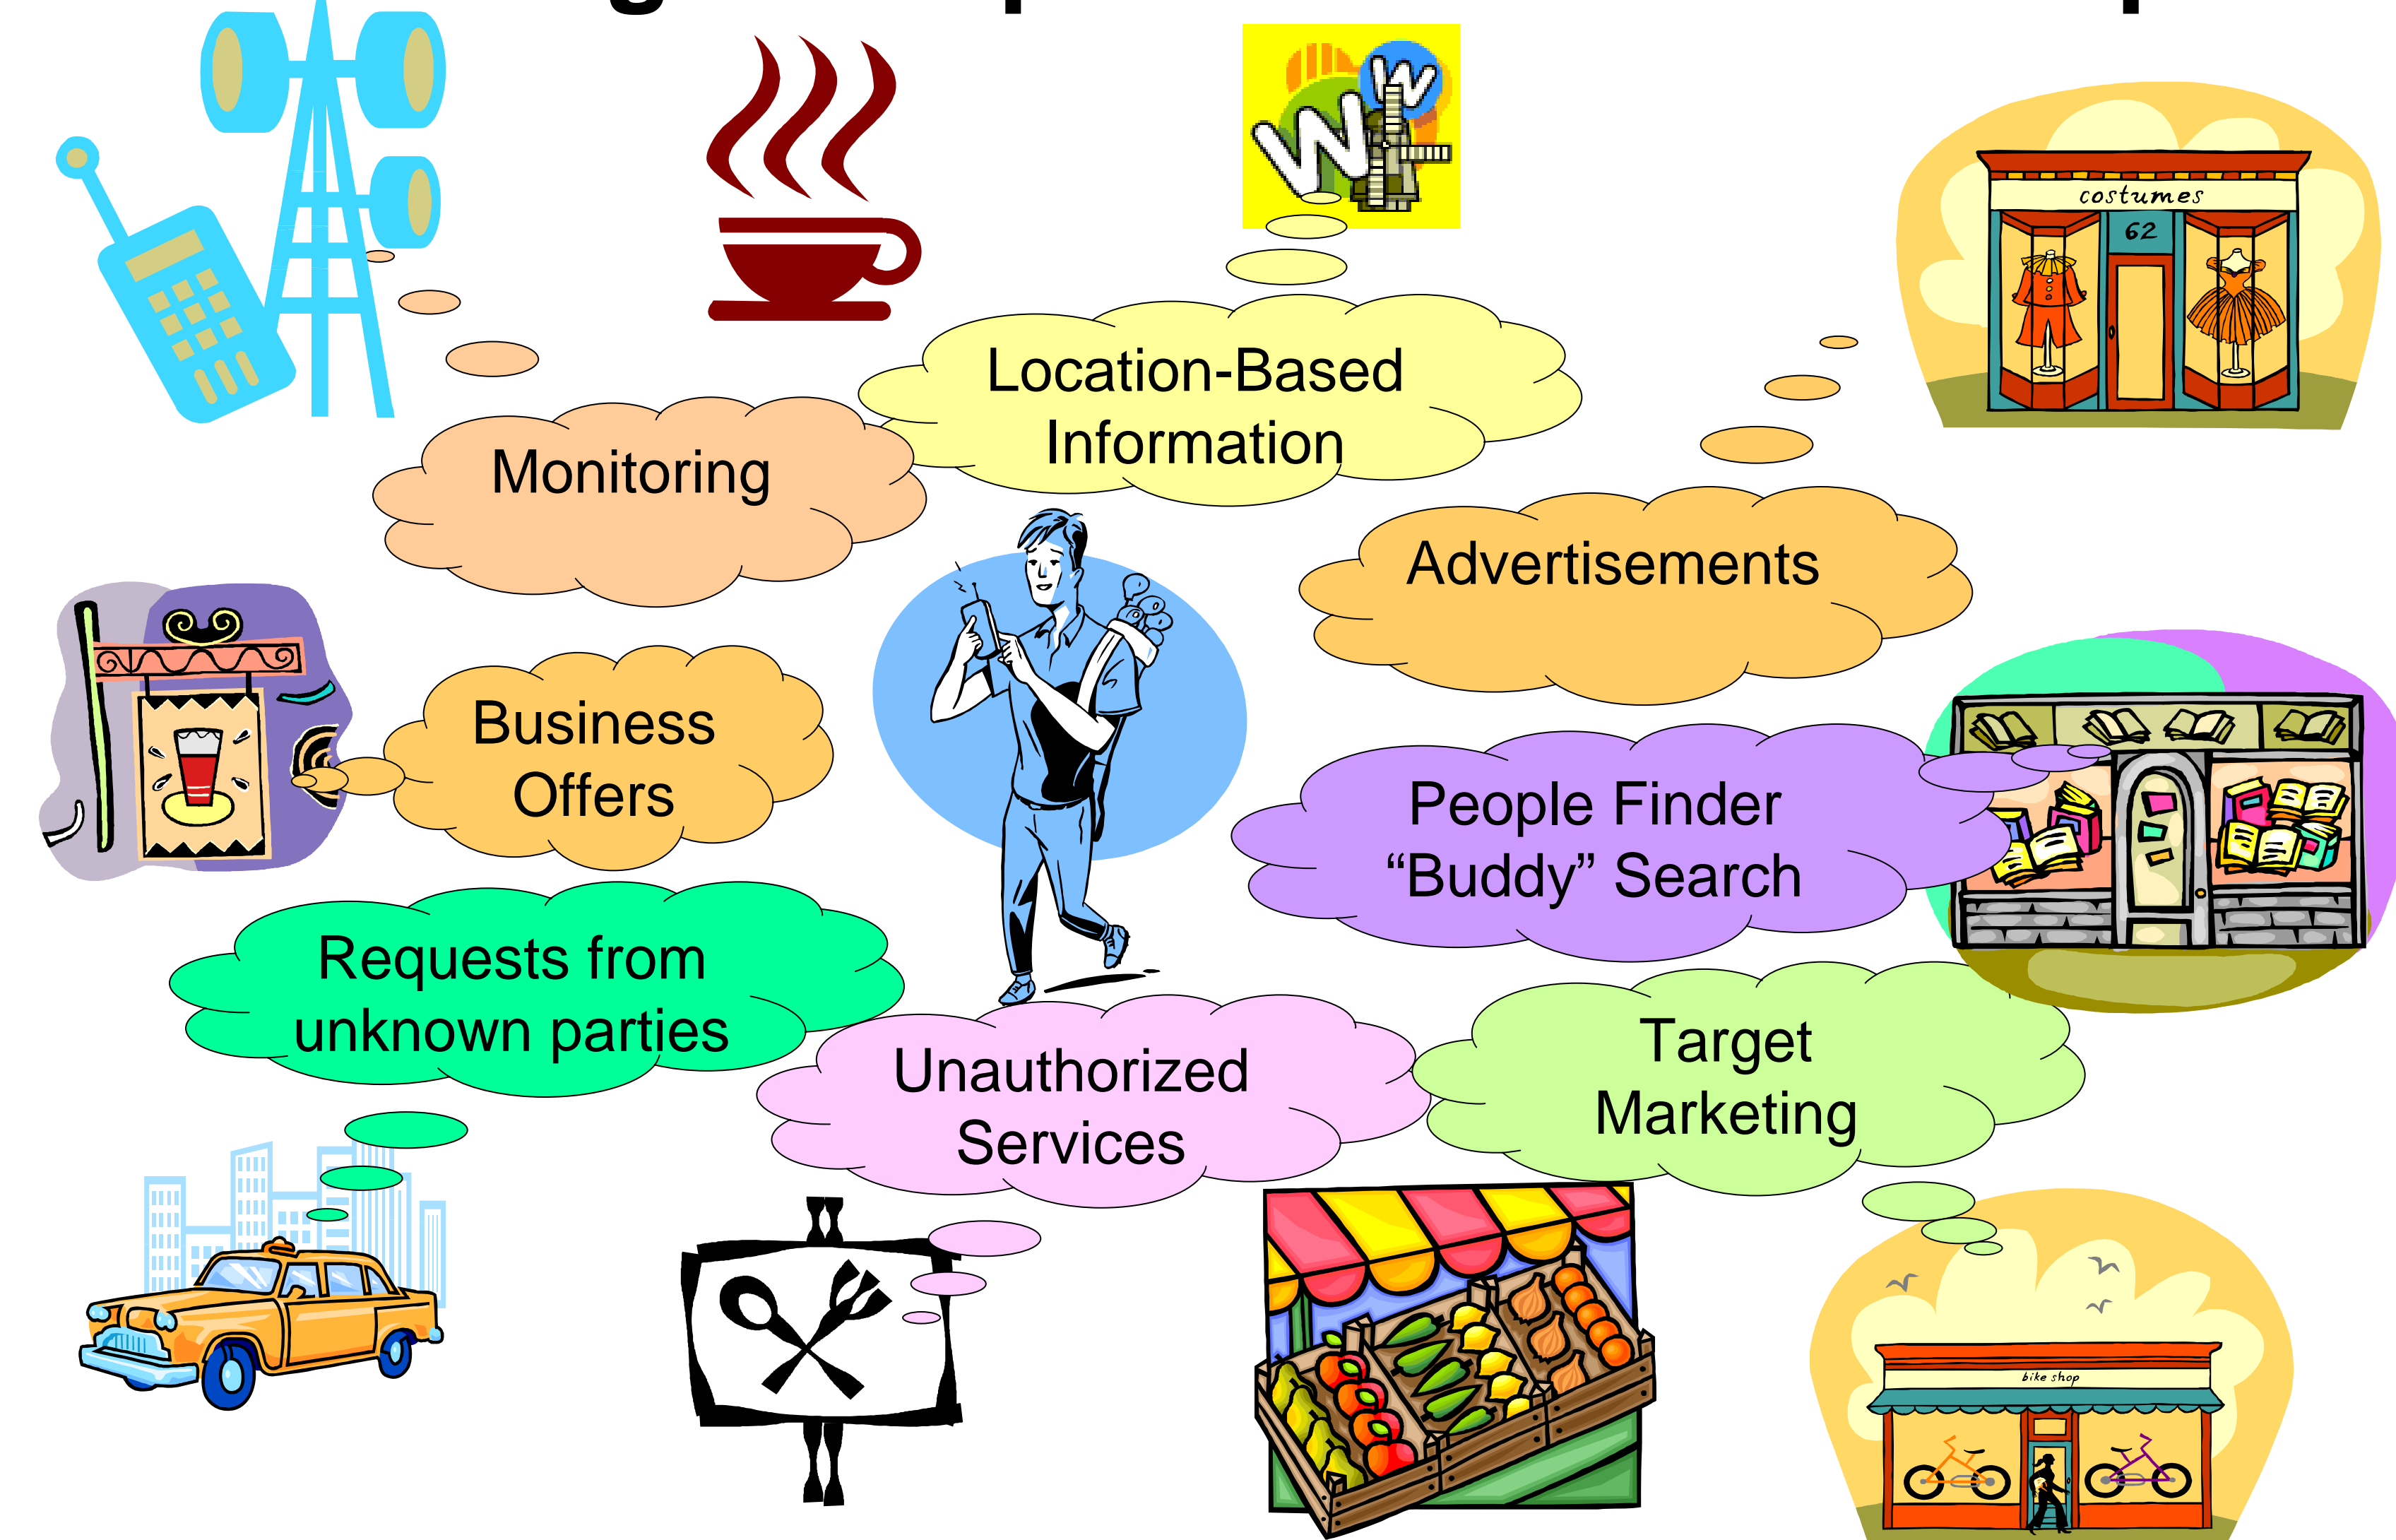 costumes
62
Location-Based
Information
Monitoring
Advertisements
Business
Offers
People Finder
“Buddy” Search
Requests from
unknown parties
Unauthorized
Services
Target
Marketing
bike shop
W
W